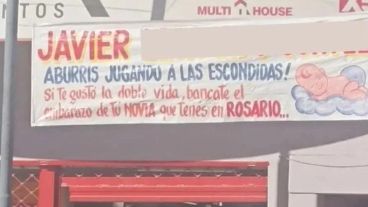 NTOS
MULTI HOUSE
JAVIER
ABURRIS JUGANDO A LAS ESCONDIDAS!
Si te gustó la doble vida, bancate el
embarazo de tu NOVIA que tenés en ROSARIO...